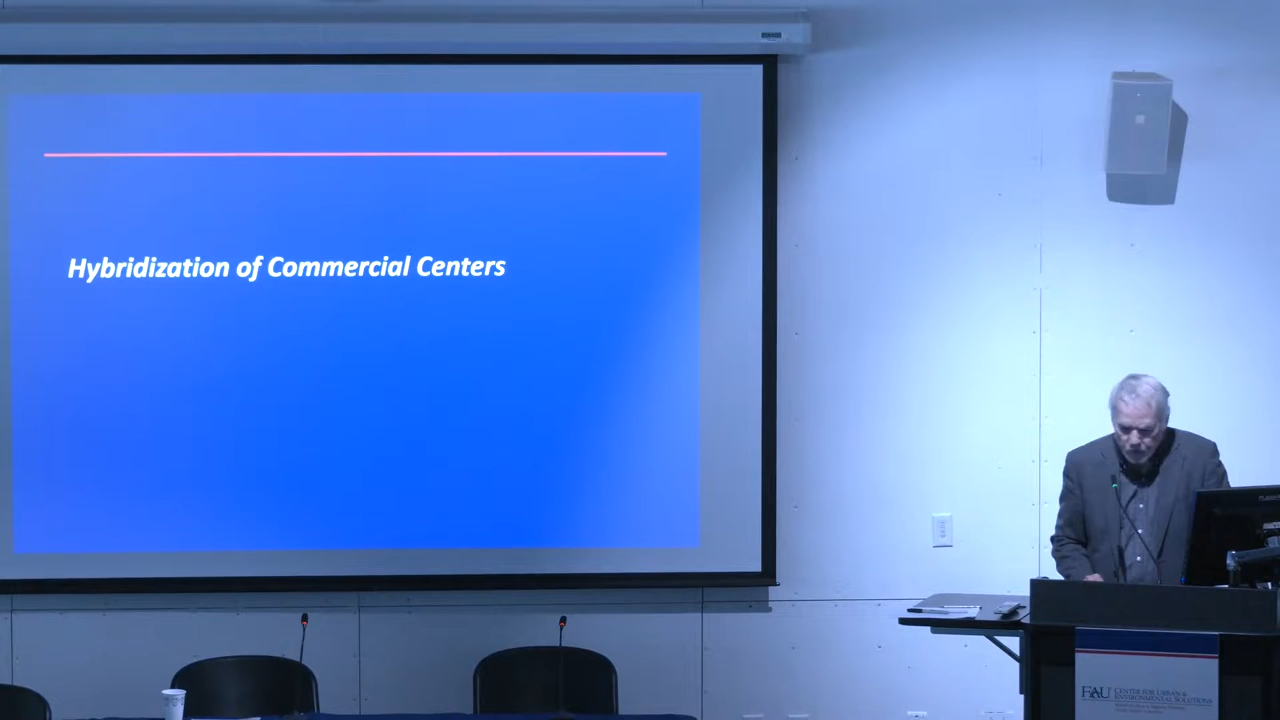 Hybridization of Commercial Centers
FAU CENTER FOR URBAN &
ENVIRONMENTAL SOLUTIONS